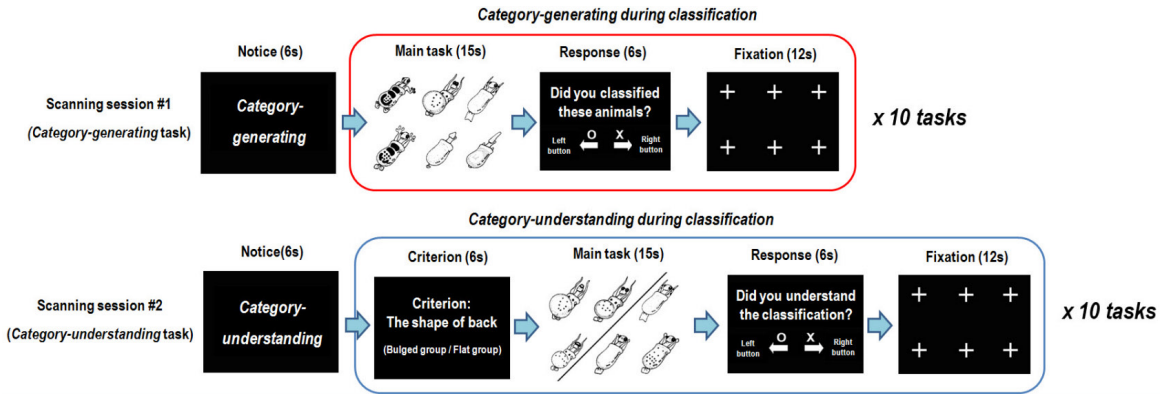 Category-generating during classification
Notice (6s)
Main task (15s)
Response (6s)
Fixation (12s)
Scanning session #1
(Category-generating task)
Category-
generating
Did you classified
these animals?
O X
Left
button
Right
button
x 10 tasks
Category-understanding during classification
Notice(6s)
Criterion (6s)
Main task (15s)
Response (6s)
Fixation (12s)
Scanning session #2
(Category-understanding task)
Category-
understanding
Criterion:
The shape of back
(Bulged group / Flat group)
Did you understand
the classification?
O X
Left
button
Right
button
x 10 tasks